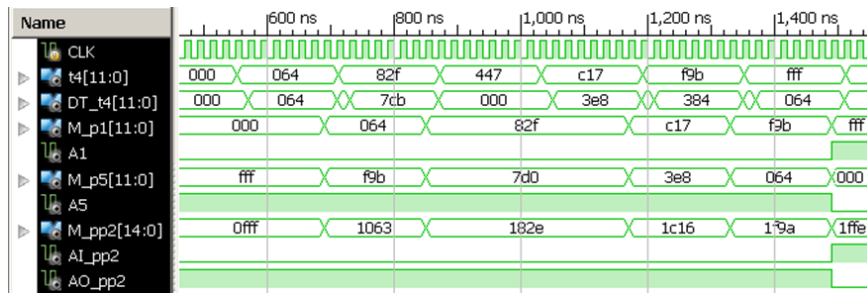 Name 600 ns 800 ns 1,000 ns 1,200 ns 1,400 ns
CLK
t4[11:0] 000 064 82f 447 c17 f9b fff
DT_t4[11:0] 000 064 7cb 000 3e8 384 064
M_p1[11:0] 000 064 82f c17 f9b fff
A1
M_p5[11:0] fff f9b 7d0 3e8 064 000
A5
M_pp2[14:0] 0fff 1063 182e 1c16 1f9a 1ffe
AI_pp2
AO_pp2